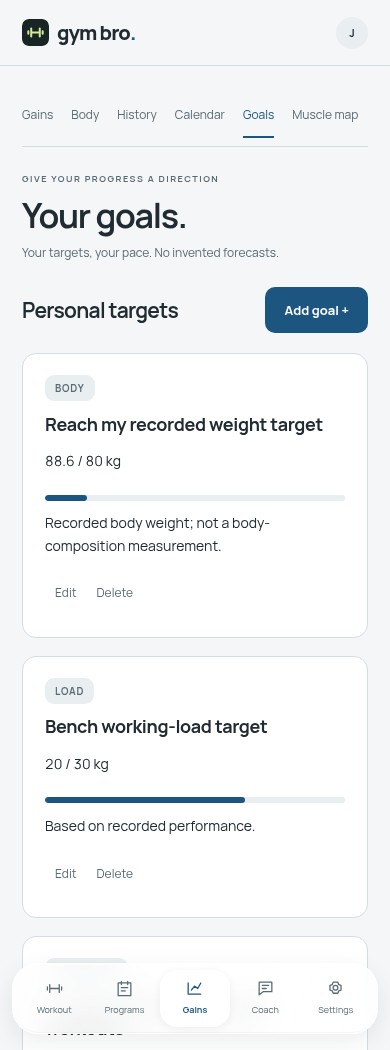 gym bro.
J
Gains Body History Calendar Goals Muscle map
GIVE YOUR PROGRESS A DIRECTION
Your goals.
Your targets, your pace. No invented forecasts.
Personal targets
Add goal +
BODY
Reach my recorded weight target
88.6 / 80 kg
Recorded body weight; not a body-
composition measurement.
Edit Delete
LOAD
Bench working-load target
20 / 30 kg
Based on recorded performance.
Edit Delete
Workout Programs Gains Coach Settings